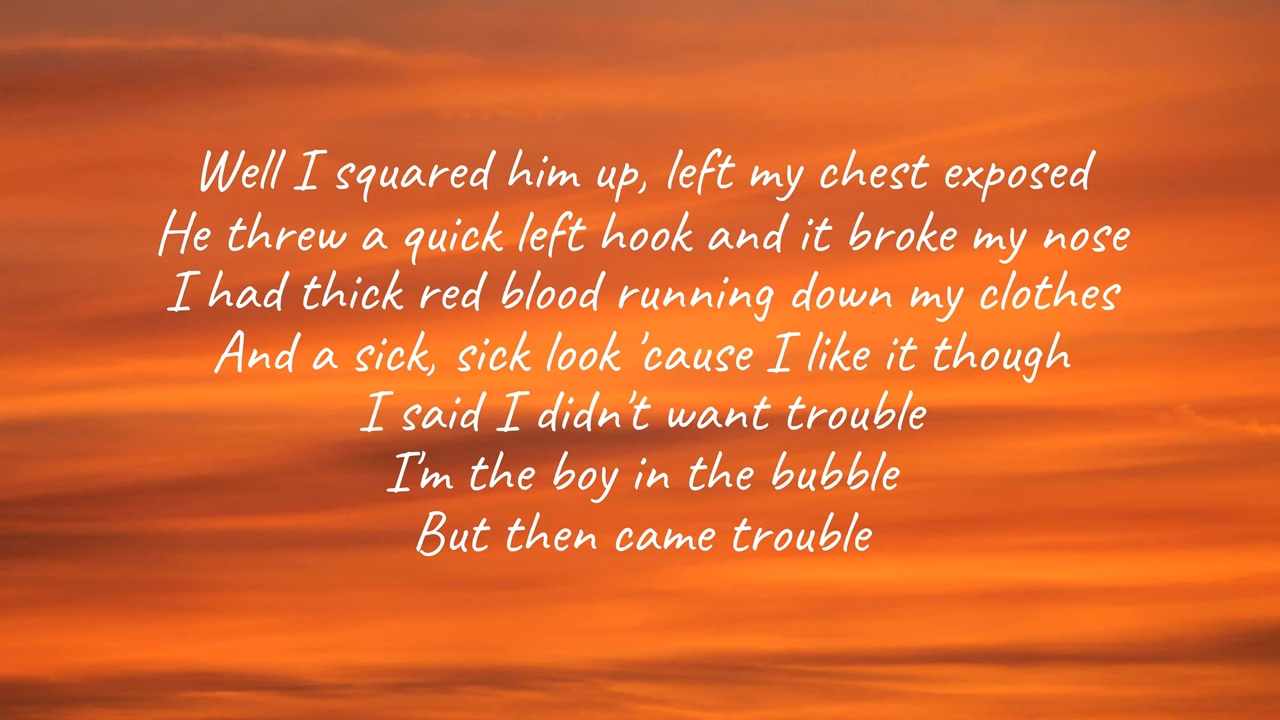 Well I squared him up, left my chest exposed
He threw a quick left hook and it broke my nose
I had thick red blood running down my clothes
And a sick, sick look 'cause I like it though
I said I didn't want trouble
I'm the boy in the bubble
But then came trouble